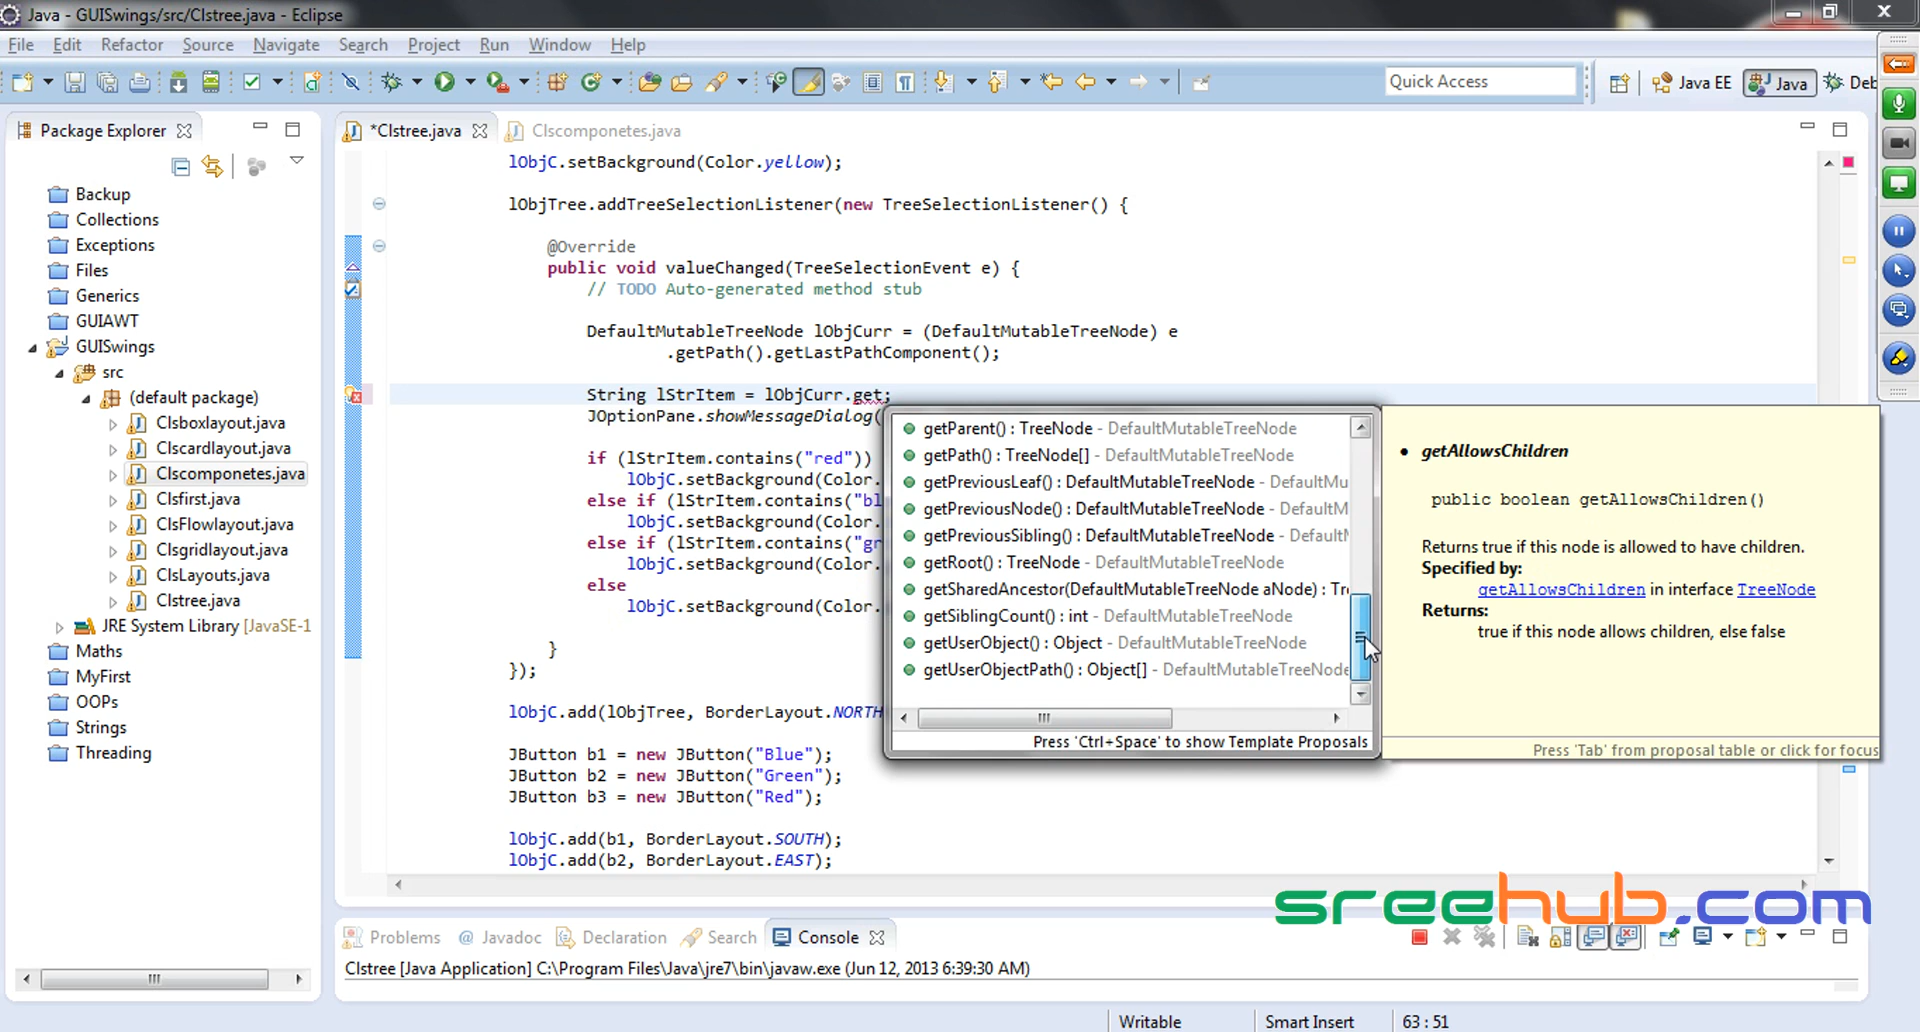 Java - GUISwings/src/Clstree.java - Eclipse
File Edit Refactor Source Navigate Search Project Run Window Help
Quick Access
Java EE
Java
Deb
Package Explorer
*Clstree.java
Clscomponetes.java
Backup
Collections
Exceptions
Files
Generics
GUIAWT
GUISwings
src
(default package)
Clsboxlayout.java
Clscardlayout.java
Clscomponetes.java
Clsfirst.java
ClsFlowlayout.java
Clsgridlayout.java
ClsLayouts.java
Clstree.java
JRE System Library [JavaSE-1
Maths
MyFirst
OOPs
Strings
Threading
lObjC.setBackground(Color.yellow);
lObjTree.addTreeSelectionListener(new TreeSelectionListener() {
@Override
public void valueChanged(TreeSelectionEvent e) {
// TODO Auto-generated method stub
DefaultMutableTreeNode lObjCurr = (DefaultMutableTreeNode) e
.getPath().getLastPathComponent();
String lStrItem = lObjCurr.get;
JOptionPane.showMessageDialog(
if (lStrItem.contains("red"))
lObjC.setBackground(Color.
else if (lStrItem.contains("bl
lObjC.setBackground(Color.
else if (lStrItem.contains("gr
lObjC.setBackground(Color.
else
lObjC.setBackground(Color.
}
});
lObjC.add(lObjTree, BorderLayout.NORTH
JButton b1 = new JButton("Blue");
JButton b2 = new JButton("Green");
JButton b3 = new JButton("Red");
lObjC.add(b1, BorderLayout.SOUTH);
lObjC.add(b2, BorderLayout.EAST);
getParent() : TreeNode - DefaultMutableTreeNode
getPath() : TreeNode[] - DefaultMutableTreeNode
getPreviousLeaf() : DefaultMutableTreeNode - DefaultMu
getPreviousNode() : DefaultMutableTreeNode - DefaultM
getPreviousSibling() : DefaultMutableTreeNode - Default
getRoot() : TreeNode - DefaultMutableTreeNode
getSharedAncestor(DefaultMutableTreeNode aNode) : Tr
getSiblingCount() : int - DefaultMutableTreeNode
getUserObject() : Object - DefaultMutableTreeNode
getUserObjectPath() : Object[] - DefaultMutableTreeNode
Press 'Ctrl+Space' to show Template Proposals
getAllowsChildren
public boolean getAllowsChildren()
Returns true if this node is allowed to have children.
Specified by:
getAllowsChildren in interface TreeNode
Returns:
true if this node allows children, else false
Press 'Tab' from proposal table or click for focus
sreehub.com
Problems @ Javadoc Declaration Search Console
Clstree [Java Application] C:\Program Files\Java\jre7\bin\javaw.exe (Jun 12, 2013 6:39:30 AM)
Writable Smart Insert 63 : 51